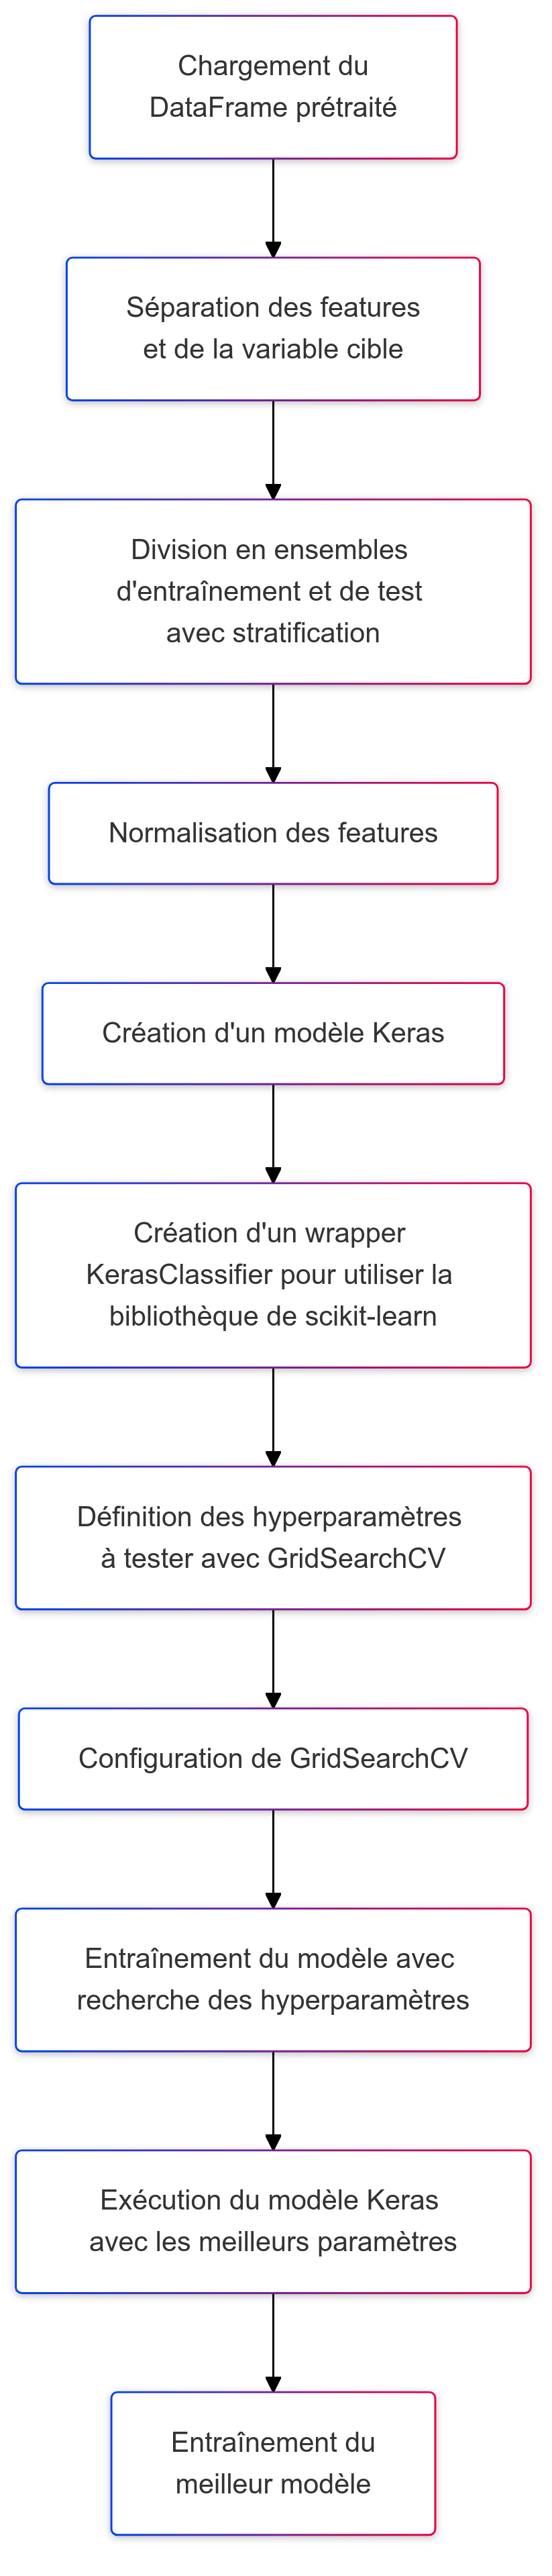 Chargement du
DataFrame prétraité
Séparation des features
et de la variable cible
Division en ensembles
d'entraînement et de test
avec stratification
Normalisation des features
Création d'un modèle Keras
Création d'un wrapper
KerasClassifier pour utiliser la
bibliothèque de scikit-learn
Définition des hyperparamètres
à tester avec GridSearchCV
Configuration de GridSearchCV
Entraînement du modèle avec
recherche des hyperparamètres
Exécution du modèle Keras
avec les meilleurs paramètres
Entraînement du
meilleur modèle